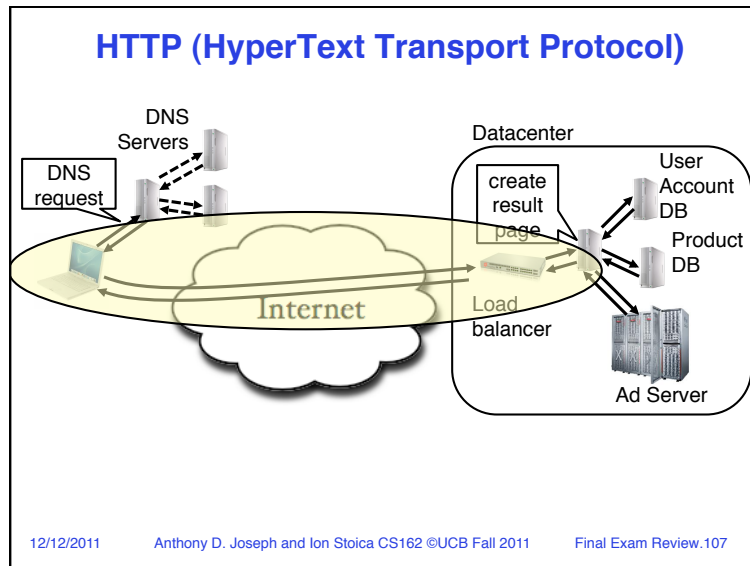 HTTP (HyperText Transport Protocol)
DNS
Servers
DNS
request
Datacenter
create
result
page
User
Account
DB
Product
DB
Internet
Load
balancer
Ad Server
12/12/2011
Anthony D. Joseph and Ion Stoica CS162 ©UCB Fall 2011
Final Exam Review.107